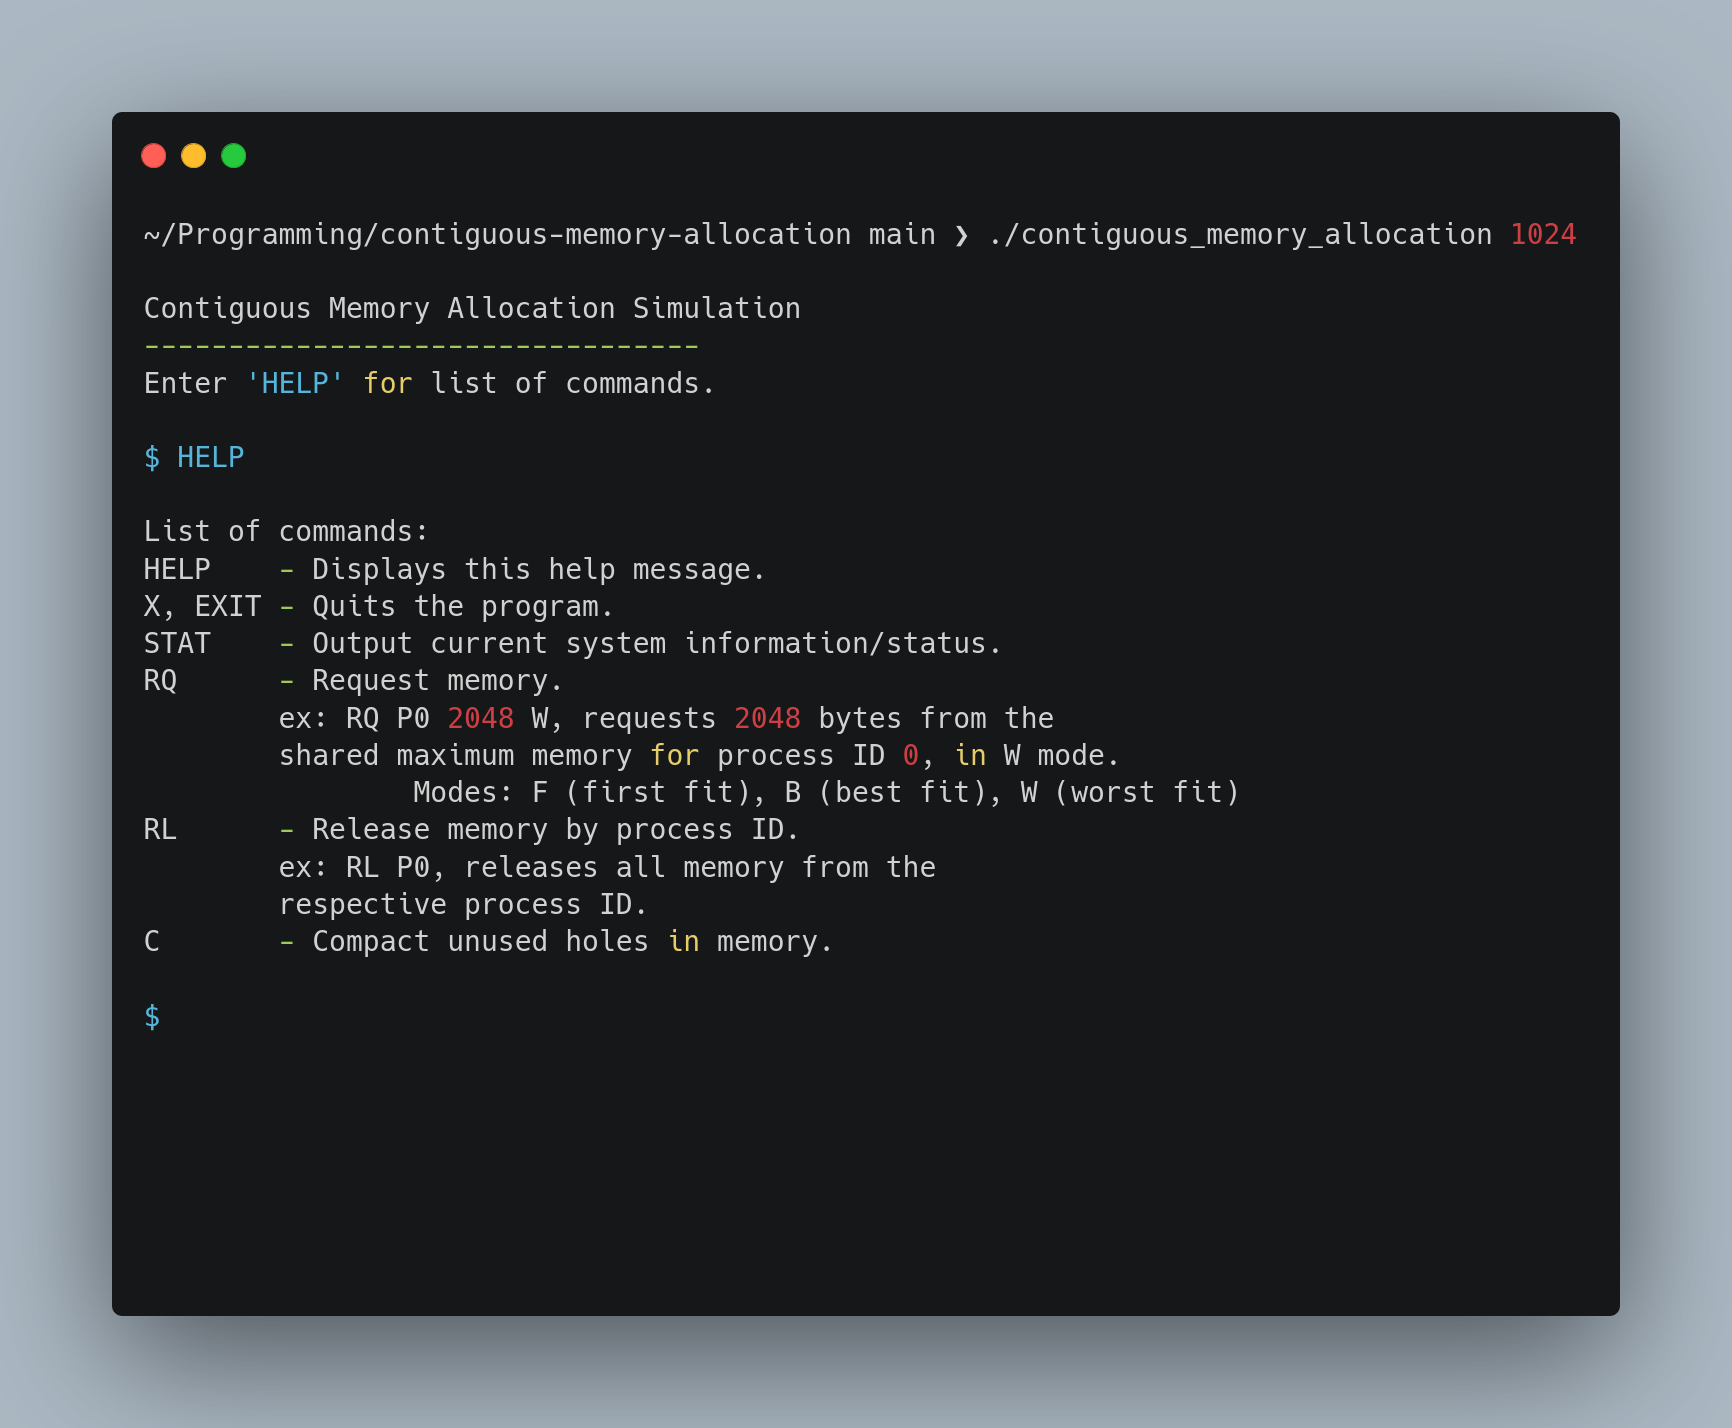 ~/Programming/contiguous-memory-allocation main ❯ ./contiguous_memory_allocation 1024
Contiguous Memory Allocation Simulation
---------------------------------
Enter 'HELP' for list of commands.
$ HELP
List of commands:
HELP    - Displays this help message.
X, EXIT - Quits the program.
STAT    - Output current system information/status.
RQ      - Request memory.
        ex: RQ P0 2048 W, requests 2048 bytes from the
        shared maximum memory for process ID 0, in W mode.
                Modes: F (first fit), B (best fit), W (worst fit)
RL      - Release memory by process ID.
        ex: RL P0, releases all memory from the
        respective process ID.
C       - Compact unused holes in memory.
$